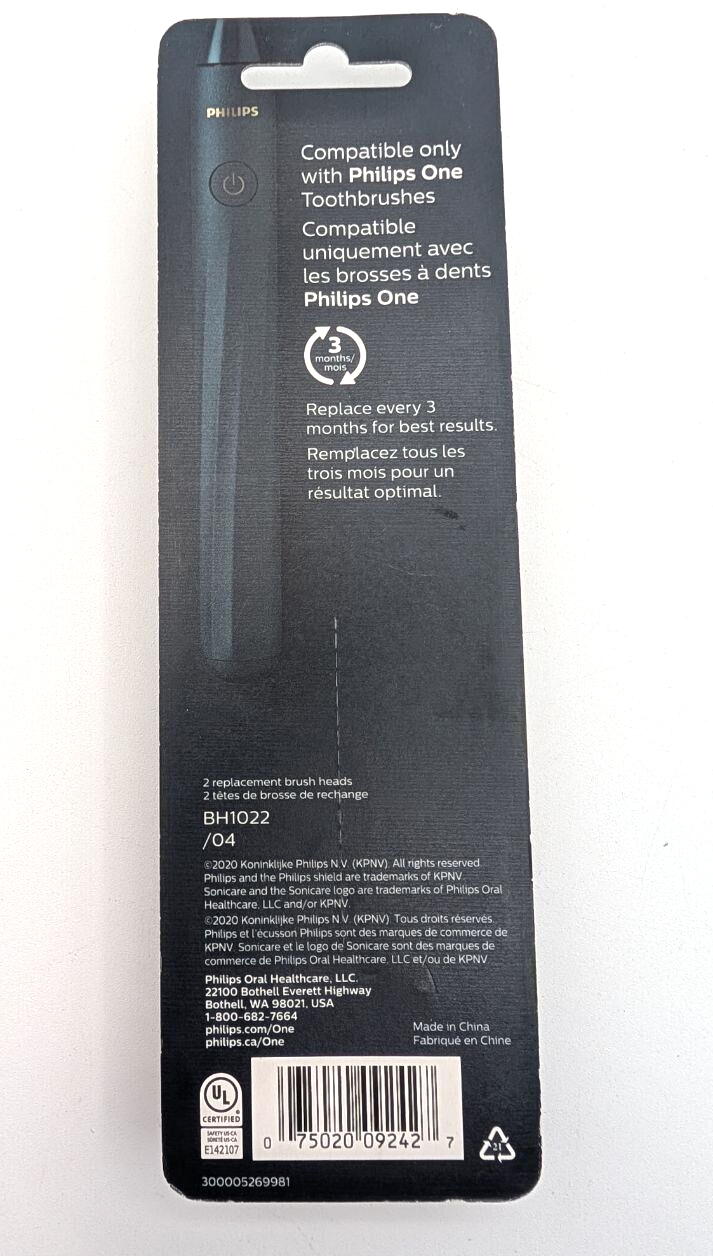 PHILIPS
Compatible only
with Philips One
Toothbrushes
Compatible
uniquement avec
les brosses à dents
Philips One
3
months/
mois
Replace every 3
months for best results.
Remplacez tous les
trois mois pour un
résultat optimal.
2 replacement brush heads
2 têtes de brosse de rechange
BH1022
/04
©2020 Koninklijke Philips N.V. (KPNV). All rights reserved.
Philips and the Philips shield are trademarks of KPNV.
Sonicare and the Sonicare logo are trademarks of Philips Oral
Healthcare, LLC and/or KPNV.
©2020 Koninklijke Philips N.V. (KPNV). Tous droits réservés.
Philips et l'écusson Philips sont des marques de commerce de
KPNV. Sonicare et le logo de Sonicare sont des marques de
commerce de Philips Oral Healthcare, LLC et/ou de KPNV.
Philips Oral Healthcare, LLC.
22100 Bothell Everett Highway
Bothell, WA 98021, USA
1-800-682-7664
philips.com/One
philips.ca/One
Made in China
Fabriqué en Chine
UL
CERTIFIED
SAFETY US-CA
SÛRETÉ US-CA
E142107
0 75020 09242 7
21
300005269981